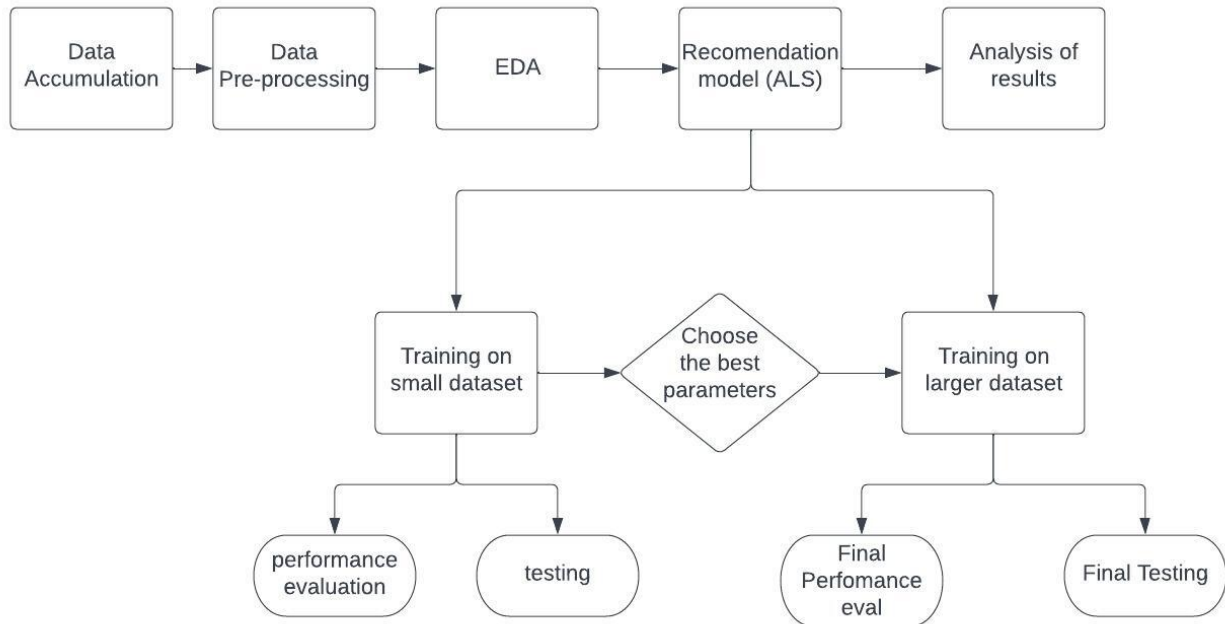 Data
Accumulation
Data
Pre-processing
EDA
Recomendation
model (ALS)
Analysis of
results
Training on
small dataset
Choose
the best
parameters
Training on
larger dataset
performance
evaluation
testing
Final
Perfomance
eval
Final Testing